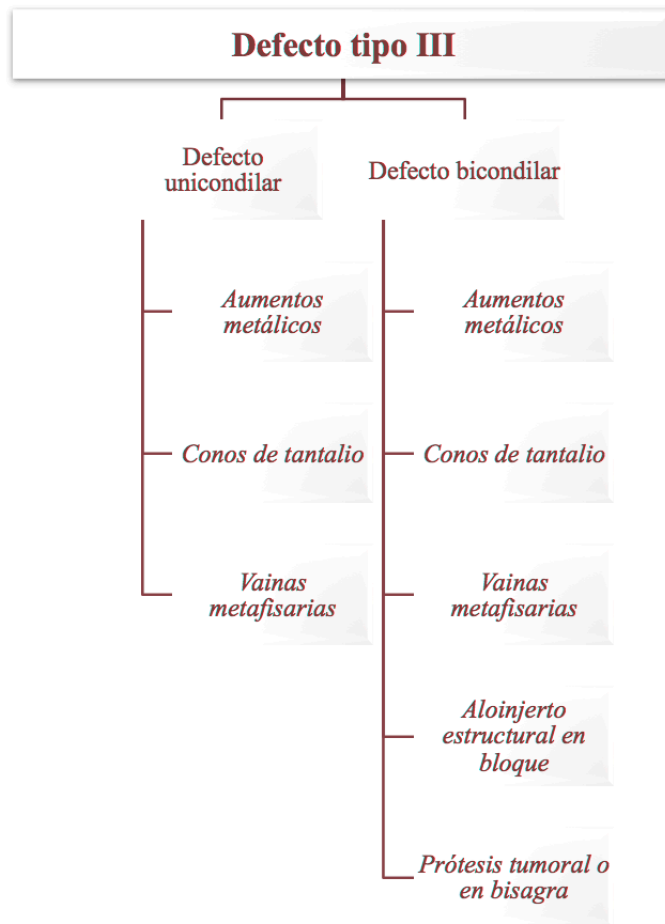 Defecto tipo III
Defecto
unicondilar
Defecto bicondilar
Aumentos
metálicos
Conos de tantalio
Vainas
metafisarias
Aumentos
metálicos
Conos de tantalio
Vainas
metafisarias
Aloinjerto
estructural en
bloque
Prótesis tumoral o
en bisagra